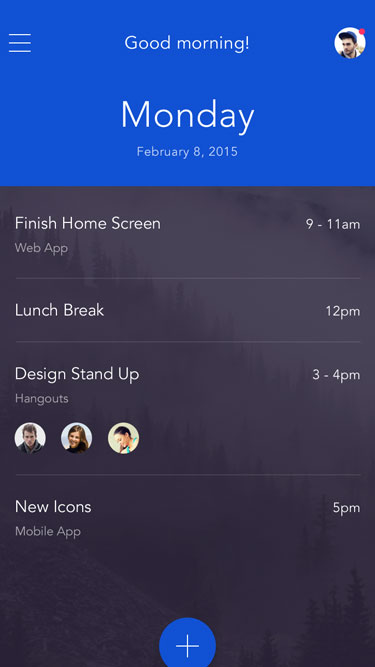 Good morning!
Monday
February 8, 2015
Finish Home Screen 9 - 11am
Web App
Lunch Break 12pm
Design Stand Up 3 - 4pm
Hangouts
New Icons 5pm
Mobile App